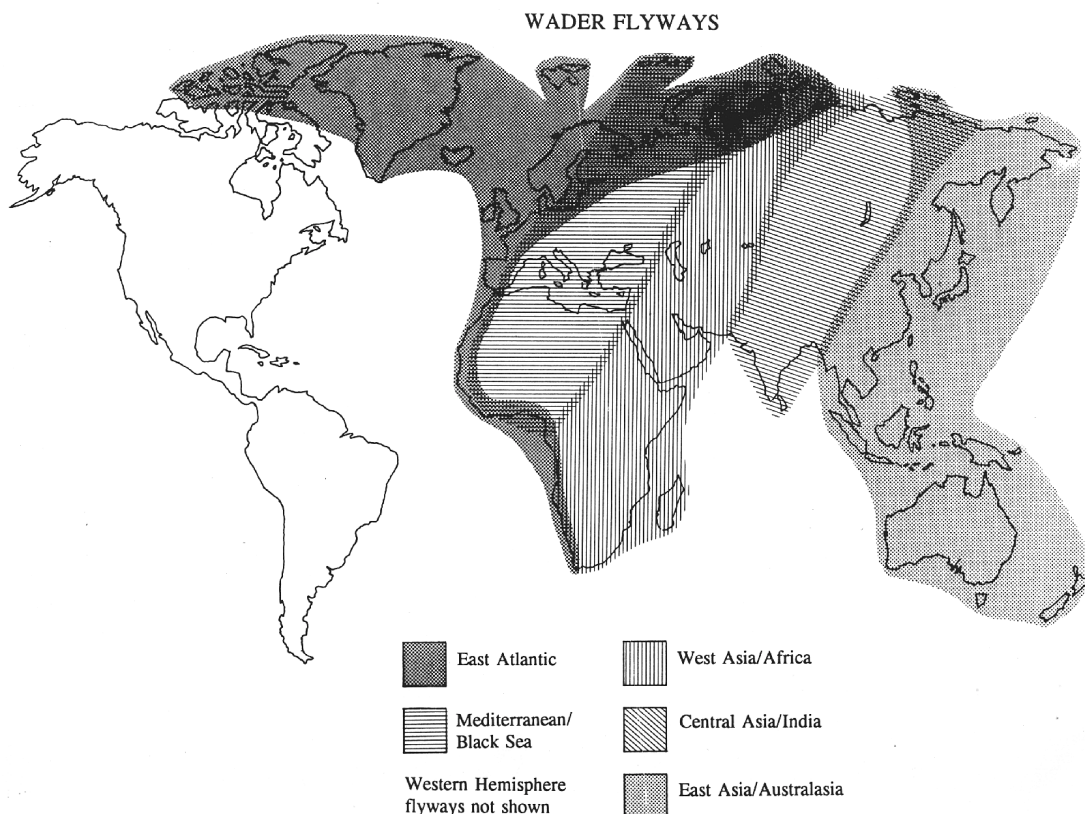 WADER FLYWAYS
East Atlantic
West Asia/Africa
Mediterranean/
Black Sea
Central Asia/India
Western Hemisphere
flyways not shown
East Asia/Australasia